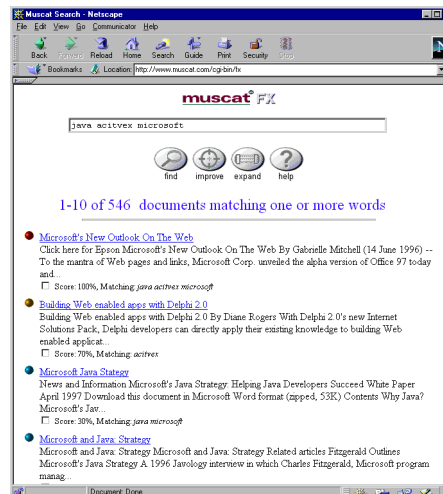 Muscat Search - Netscape
File Edit View Go Communicator Help
Back Forward Reload Home Search Guide Print Security Stop
Bookmarks Location: http://www.muscat.com/cgi-bin/fx
muscat FX
java acitvex microsoft
find improve expand help
1-10 of 546 documents matching one or more words
Microsoft's New Outlook On The Web
Click here for Epson Microsoft's New Outlook On The Web By Gabrielle Mitchell (14 June 1996) --
To the mantra of Web pages and links, Microsoft Corp. unveiled the alpha version of Office 97 today
and...
Score: 100%, Matching: java acitvex microsoft
Building Web enabled apps with Delphi 2.0
Building Web enabled apps with Delphi 2.0 By Diane Rogers With Delphi 2.0's new Internet
Solutions Pack, Delphi developers can directly apply their existing knowledge to building Web
enabled applicat...
Score: 70%, Matching: acitvex
Microsoft Java Stategy
News and Information Microsoft's Java Strategy: Helping Java Developers Succeed White Paper
April 1997 Download this document in Microsoft Word format (zipped, 53K) Contents Why Java?
Microsoft's Jav...
Score: 30%, Matching: java microsoft
Microsoft and Java: Strategy
Microsoft and Java: Strategy Microsoft and Java: Strategy Related articles Fitzgerald Outlines
Microsoft's Java Strategy A 1996 Javology interview in which Charles Fitzgerald, Microsoft program
manag...
Document: Done